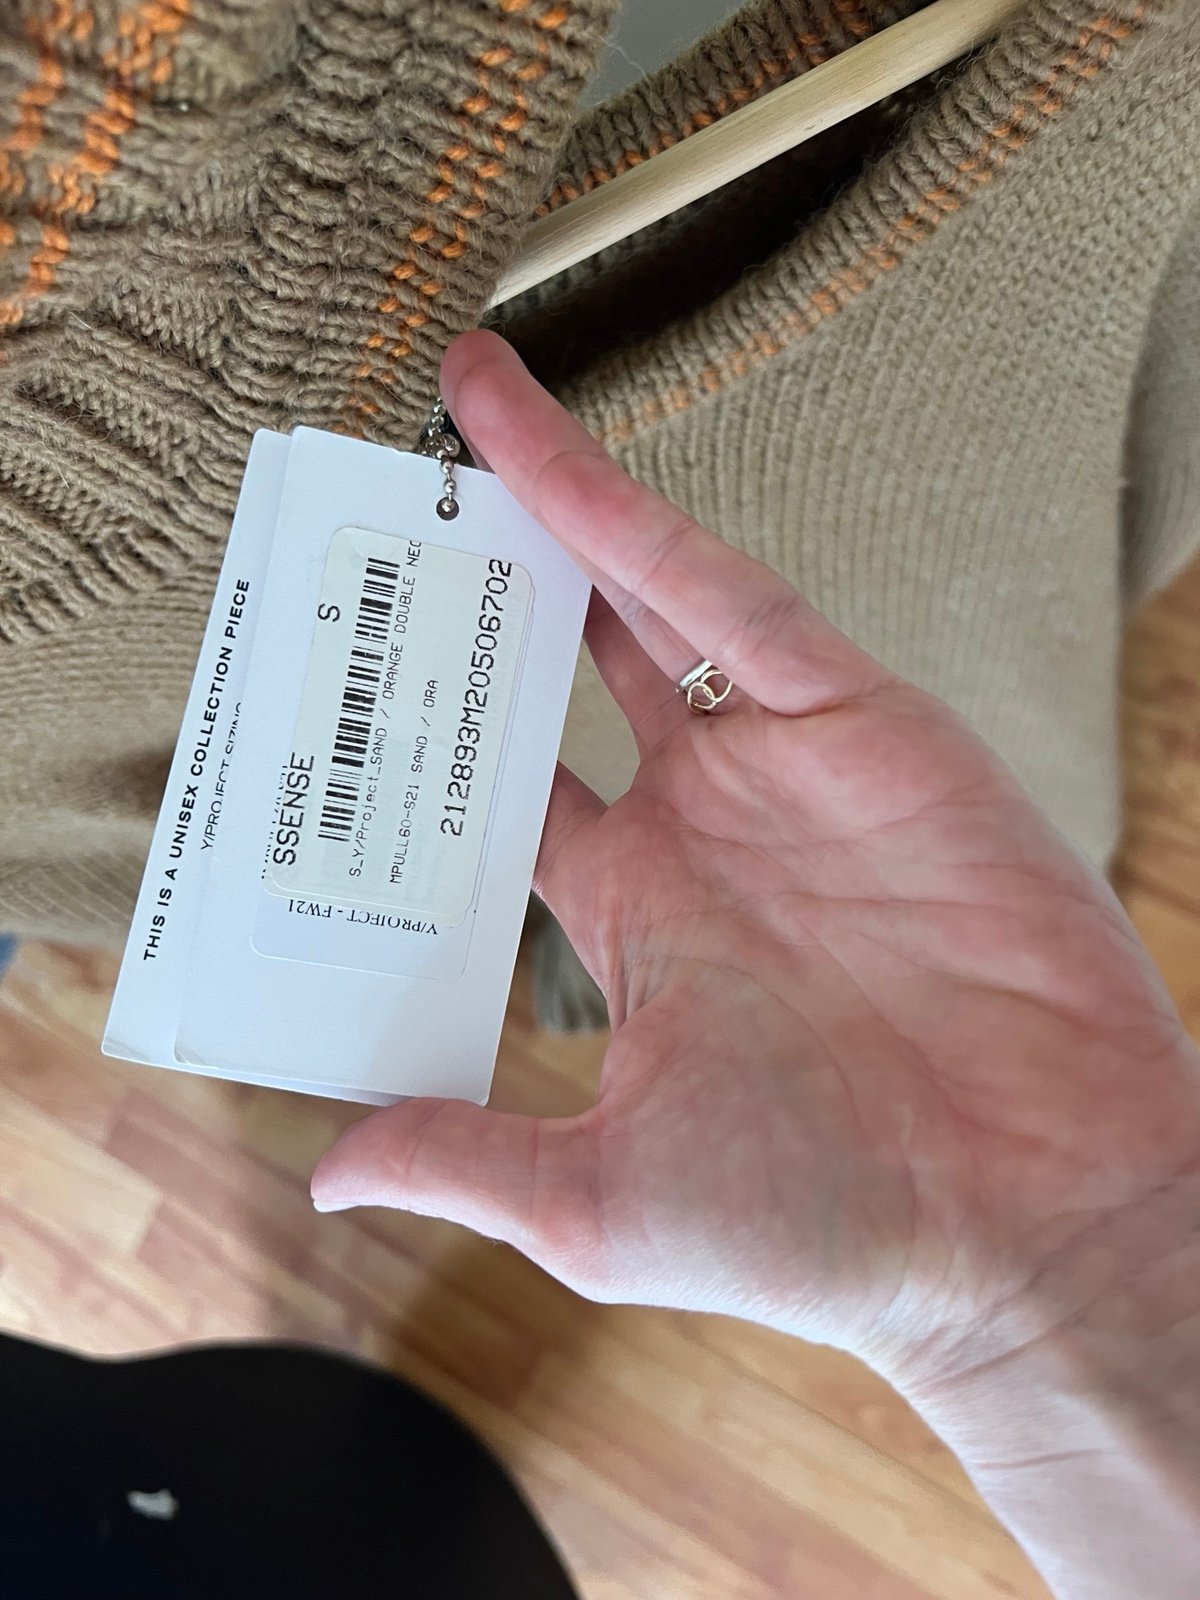 THIS IS A UNISEX COLLECTION PIECE
Y/PROJECT SIZING
SSENSE S
S_Y/Project_SAND / ORANGE DOUBLE NEC
MPULL60-S21 SAND / ORA
212893M20506702
Y/PROJECT - FW21